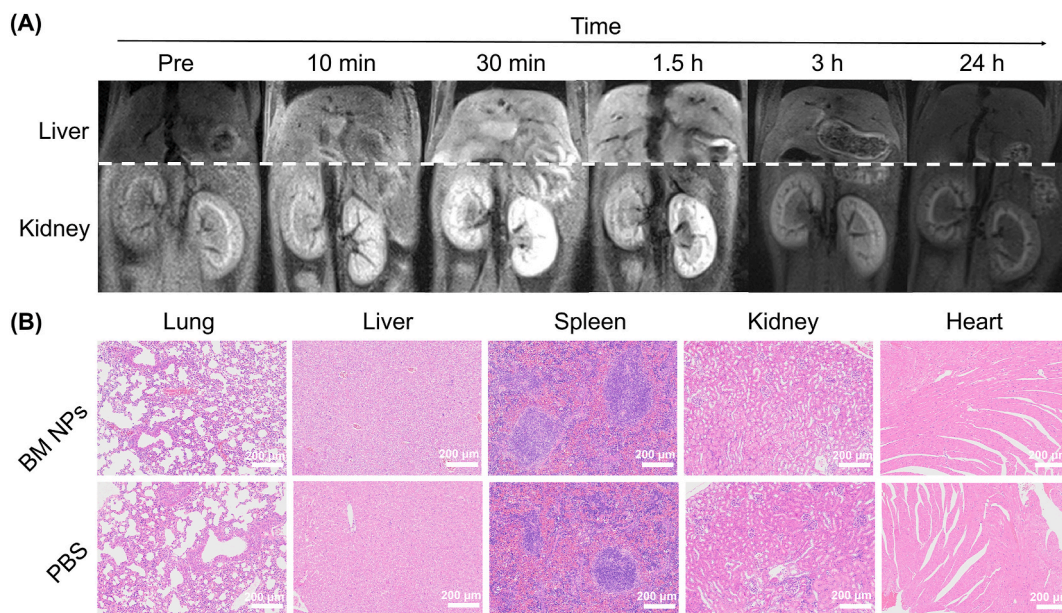 (A)
Time
Pre 10 min 30 min 1.5 h 3 h 24 h
Liver
Kidney
(B)
Lung Liver Spleen Kidney Heart
BM NPs
200 μm 200 μm 200 μm 200 μm 200 μm
PBS
200 μm 200 μm 200 μm 200 μm 200 μm